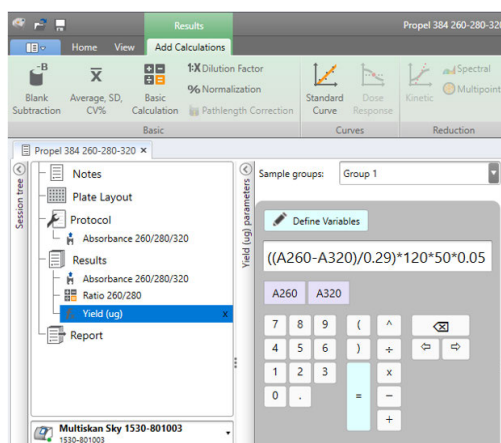 Results
Propel 384 260-280-320
Home View Add Calculations
-B
Blank Subtraction
X
Average, SD, CV%
Basic Calculation
1:X Dilution Factor
% Normalization
Pathlength Correction
Standard Curve
Dose Response
Kinetic
Spectral
Multipoint
Basic
Curves
Reduction
Propel 384 260-280-320 ×
Session tree
Notes
Plate Layout
Protocol
Absorbance 260/280/320
Results
Absorbance 260/280/320
Ratio 260/280
Yield (ug) x
Report
Multiskan Sky 1530-801003
1530-801003
Yield (ug) parameters
Sample groups: Group 1
Define Variables
((A260-A320)/0.29)*120*50*0.05
A260 A320
7 8 9 ( ^
4 5 6 ) ÷
1 2 3 = x
0 . −
+